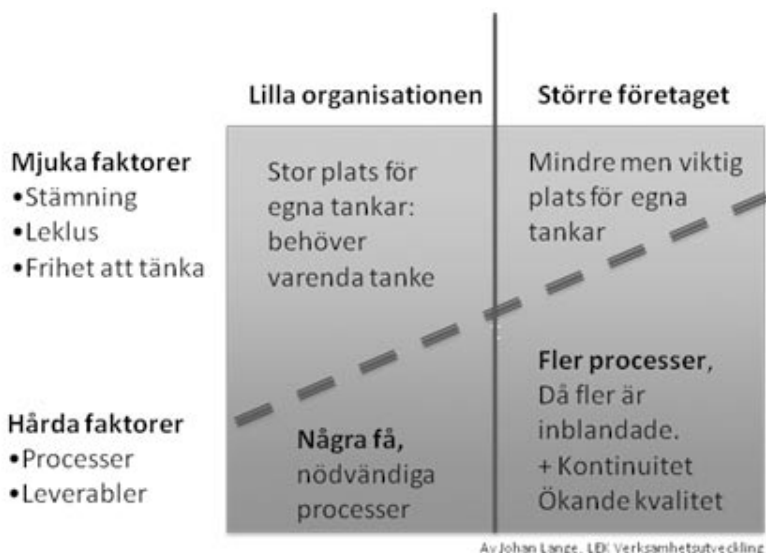 Lilla organisationen
Större företaget
Mjuka faktorer
•Stämning
•Leklus
•Frihet att tänka
Stor plats för
egna tankar:
behöver
varenda tanke
Mindre men viktig
plats för egna
tankar
Hårda faktorer
•Processer
•Leverabler
Några få,
nödvändiga
processer
Fler processer,
Då fler är
inblandade.
+ Kontinuitet
Ökande kvalitet
Av Johan Lange, LEK Verksamhetsutveckling